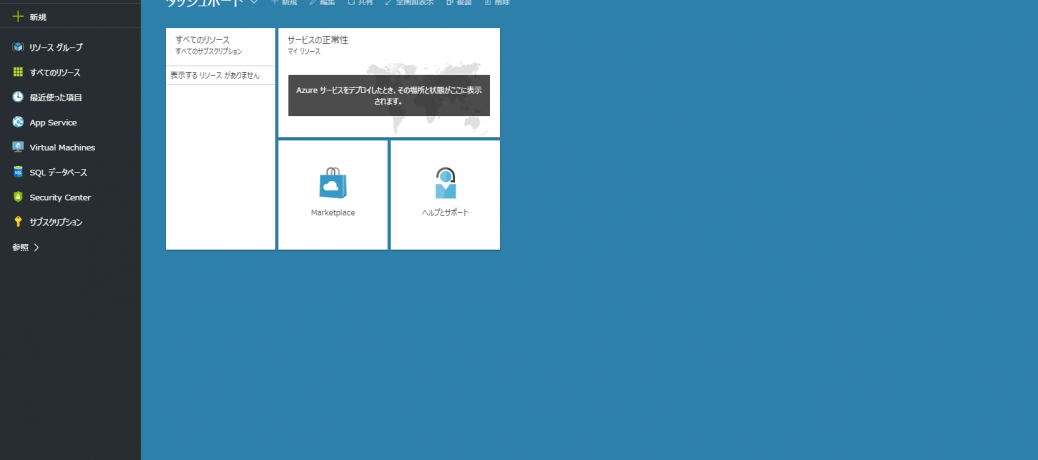 ダッシュボード
新規
編集
共有
全画面表示
複製
削除
新規
リソース グループ
すべてのリソース
最近使った項目
App Service
Virtual Machines
SQL データベース
Security Center
サブスクリプション
参照
すべてのリソース
すべてのサブスクリプション
表示する リソース がありません
サービスの正常性
マイ リソース
Azure サービスをデプロイしたとき、その場所と状態がここに表示
されます。
Marketplace
ヘルプとサポート